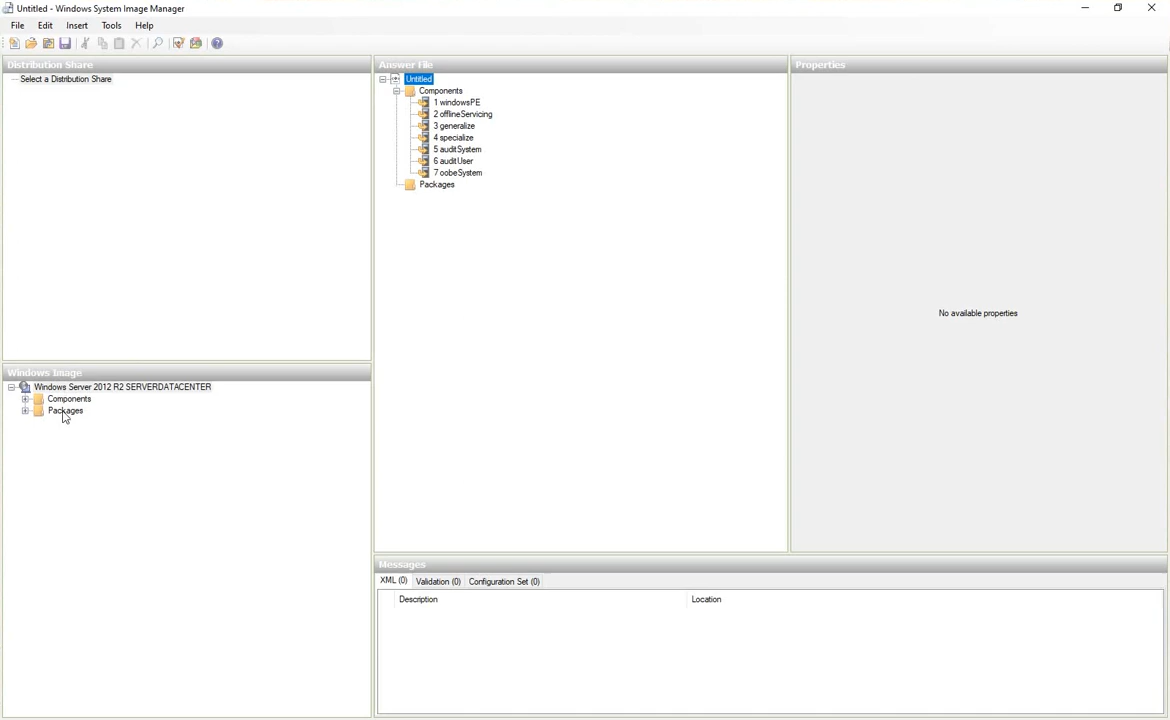 Untitled - Windows System Image Manager
File Edit Insert Tools Help
Distribution Share
Select a Distribution Share
Windows Image
Windows Server 2012 R2 SERVERDATACENTER
Components
Packages
Answer File
Untitled
Components
1 windowsPE
2 offlineServicing
3 generalize
4 specialize
5 auditSystem
6 auditUser
7 oobeSystem
Packages
Properties
No available properties
Messages
XML (0) Validation (0) Configuration Set (0)
Description Location